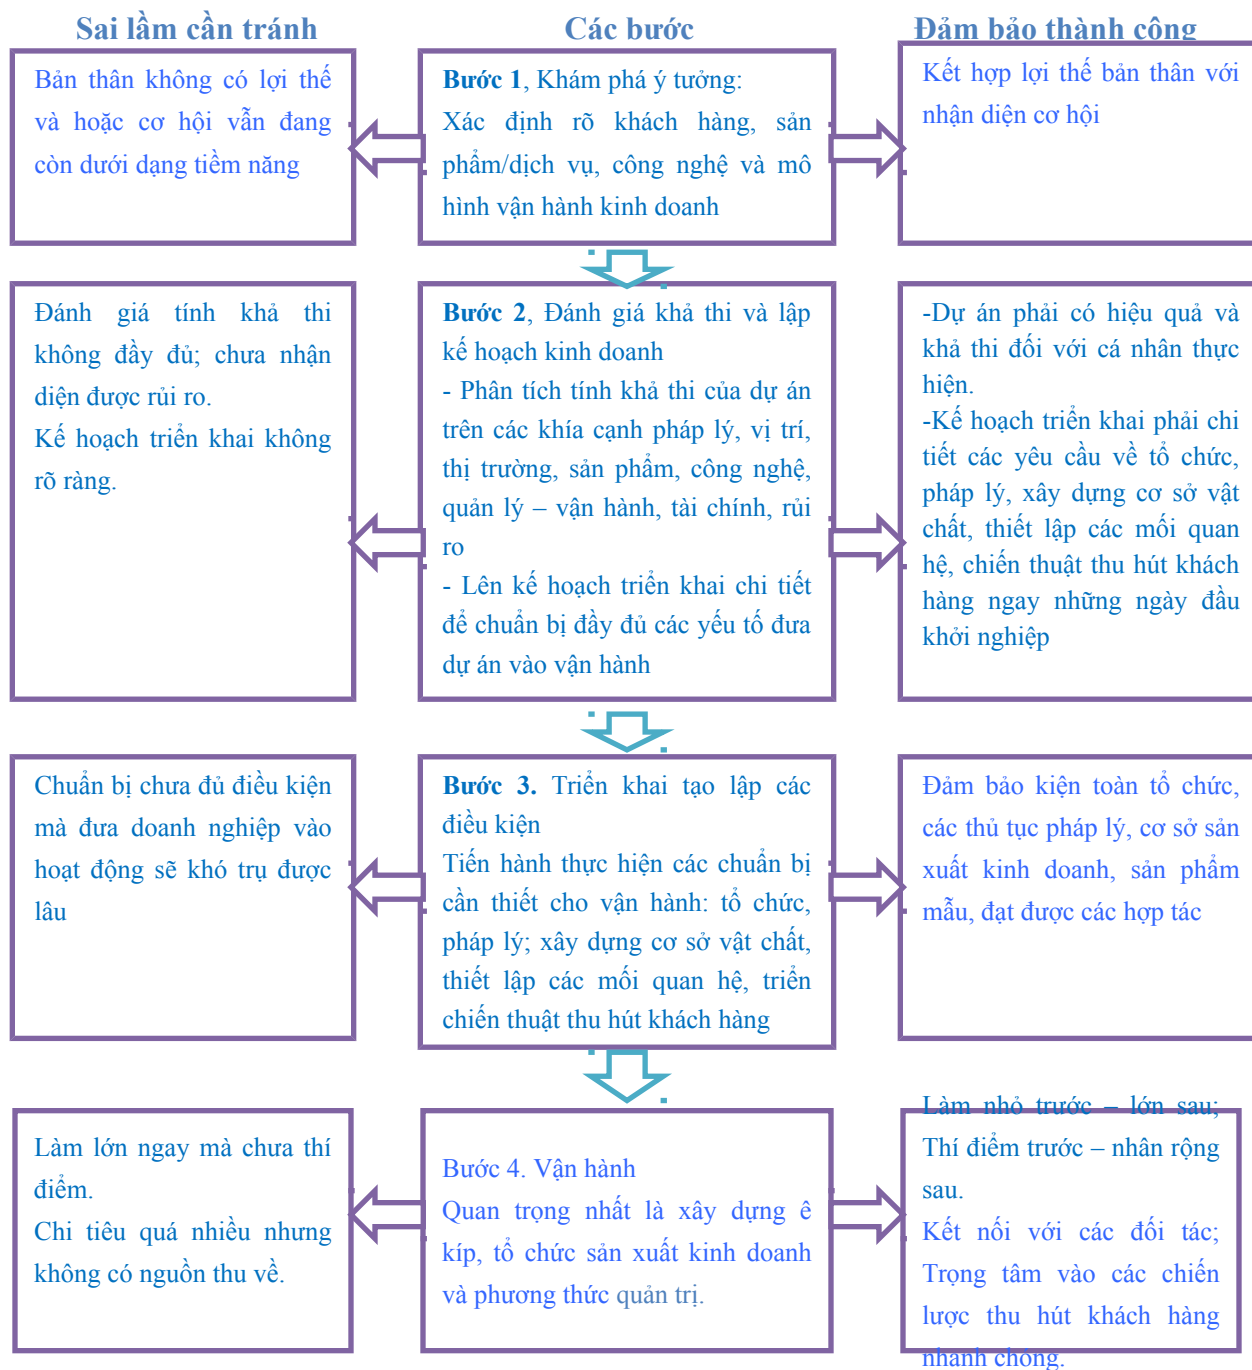 Sai lầm cần tránh
Các bước
Đảm bảo thành công
Bản thân không có lợi thế
và hoặc cơ hội vẫn đang
còn dưới dạng tiềm năng
Bước 1, Khám phá ý tưởng:
Xác định rõ khách hàng, sản
phẩm/dịch vụ, công nghệ và mô
hình vận hành kinh doanh
Kết hợp lợi thế bản thân với
nhận diện cơ hội
Đánh giá tính khả thi
không đầy đủ; chưa nhận
diện được rủi ro.
Kế hoạch triển khai không
rõ ràng.
Bước 2, Đánh giá khả thi và lập
kế hoạch kinh doanh
- Phân tích tính khả thi của dự án
trên các khía cạnh pháp lý, vị trí,
thị trường, sản phẩm, công nghệ,
quản lý – vận hành, tài chính, rủi
ro
- Lên kế hoạch triển khai chi tiết
để chuẩn bị đầy đủ các yếu tố đưa
dự án vào vận hành
-Dự án phải có hiệu quả và
khả thi đối với cá nhân thực
hiện.
-Kế hoạch triển khai phải chi
tiết các yêu cầu về tổ chức,
pháp lý, xây dựng cơ sở vật
chất, thiết lập các mối quan
hệ, chiến thuật thu hút khách
hàng ngay những ngày đầu
khởi nghiệp
Chuẩn bị chưa đủ điều kiện
mà đưa doanh nghiệp vào
hoạt động sẽ khó trụ được
lâu
Bước 3. Triển khai tạo lập các
điều kiện
Tiến hành thực hiện các chuẩn bị
cần thiết cho vận hành: tổ chức,
pháp lý; xây dựng cơ sở vật chất,
thiết lập các mối quan hệ, triển
chiến thuật thu hút khách hàng
Đảm bảo kiện toàn tổ chức,
các thủ tục pháp lý, cơ sở sản
xuất kinh doanh, sản phẩm
mẫu, đạt được các hợp tác
Làm lớn ngay mà chưa thí
điểm.
Chi tiêu quá nhiều nhưng
không có nguồn thu về.
Bước 4. Vận hành
Quan trọng nhất là xây dựng ê
kíp, tổ chức sản xuất kinh doanh
và phương thức quản trị.
Làm nhỏ trước – lớn sau;
Thí điểm trước – nhân rộng
sau.
Kết nối với các đối tác;
Trọng tâm vào các chiến
lược thu hút khách hàng
nhanh chóng.